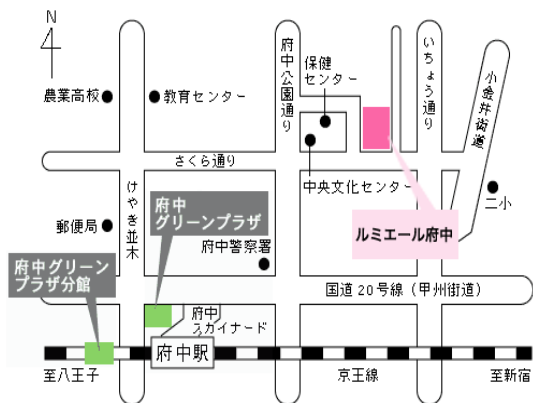 N
農業高校
教育センター
府中公園通り
保健
センター
いちょう通り
小金井街道
さくら通り
中央文化センター
二小
けやき並木
府中
グリーンプラザ
ルミエール府中
郵便局
府中警察署
府中グリーン
プラザ分館
国道20号線（甲州街道）
府中
スカイナード
府中駅
至八王子
京王線
至新宿